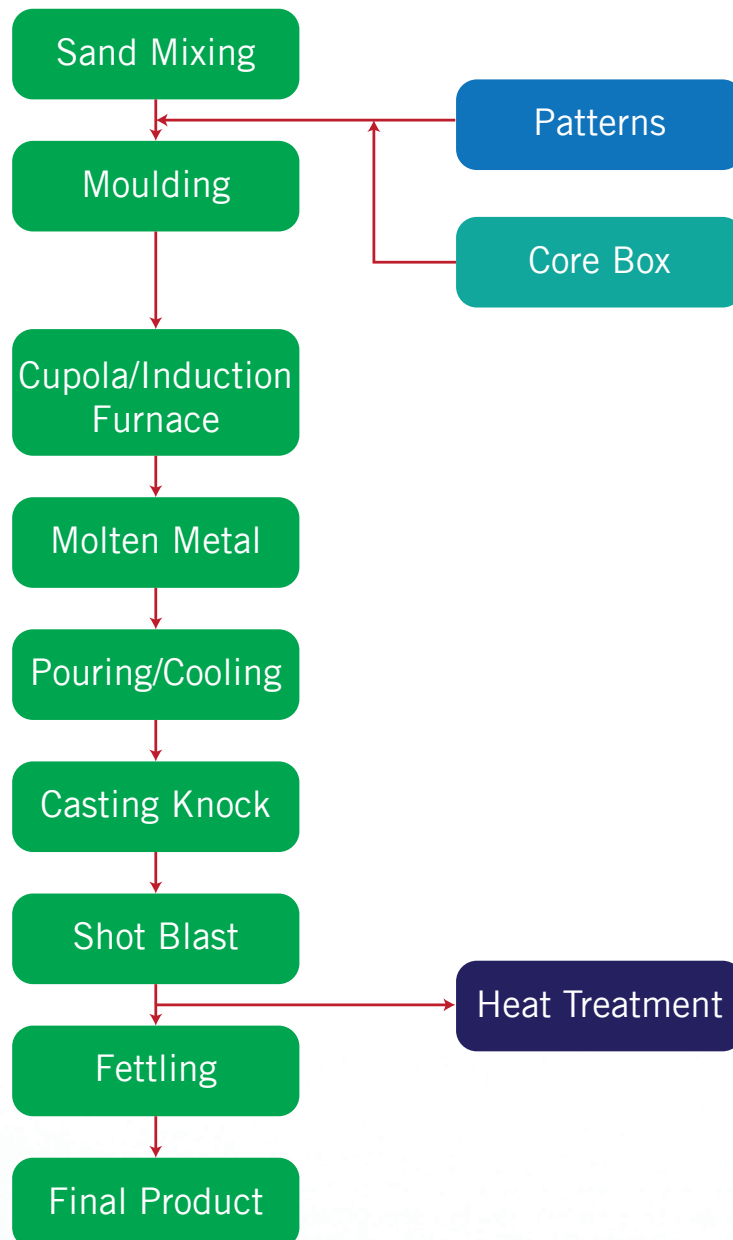 Sand Mixing
Patterns
Moulding
Core Box
Cupola/Induction
Furnace
Molten Metal
Pouring/Cooling
Casting Knock
Shot Blast
Heat Treatment
Fettling
Final Product